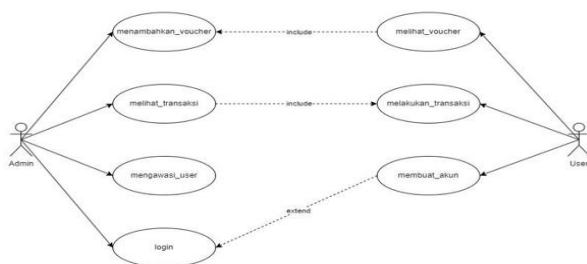 menambahkan_voucher
include
melihat_voucher
melihat_transaksi
include
melakukan_transaksi
Admin
User
mengawasi_user
membuat_akun
extend
login